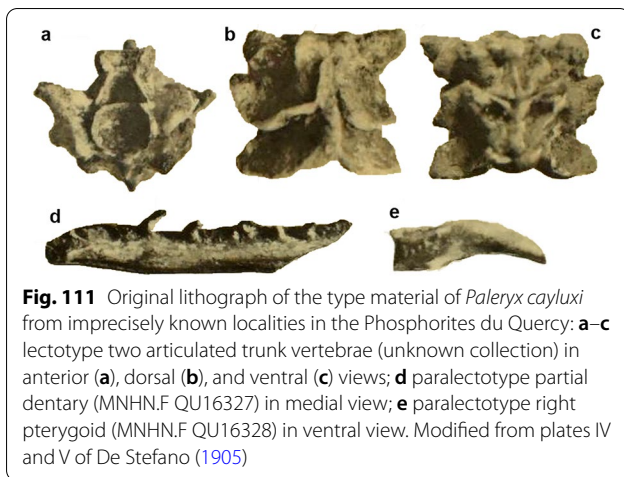 a
b
c
d
e
Fig. 111 Original lithograph of the type material of Paleryx cayluxi
from imprecisely known localities in the Phosphorites du Quercy: a–c
lectotype two articulated trunk vertebrae (unknown collection) in
anterior (a), dorsal (b), and ventral (c) views; d paralectotype partial
dentary (MNHN.F QU16327) in medial view; e paralectotype right
pterygoid (MNHN.F QU16328) in ventral view. Modified from plates IV
and V of De Stefano (1905)